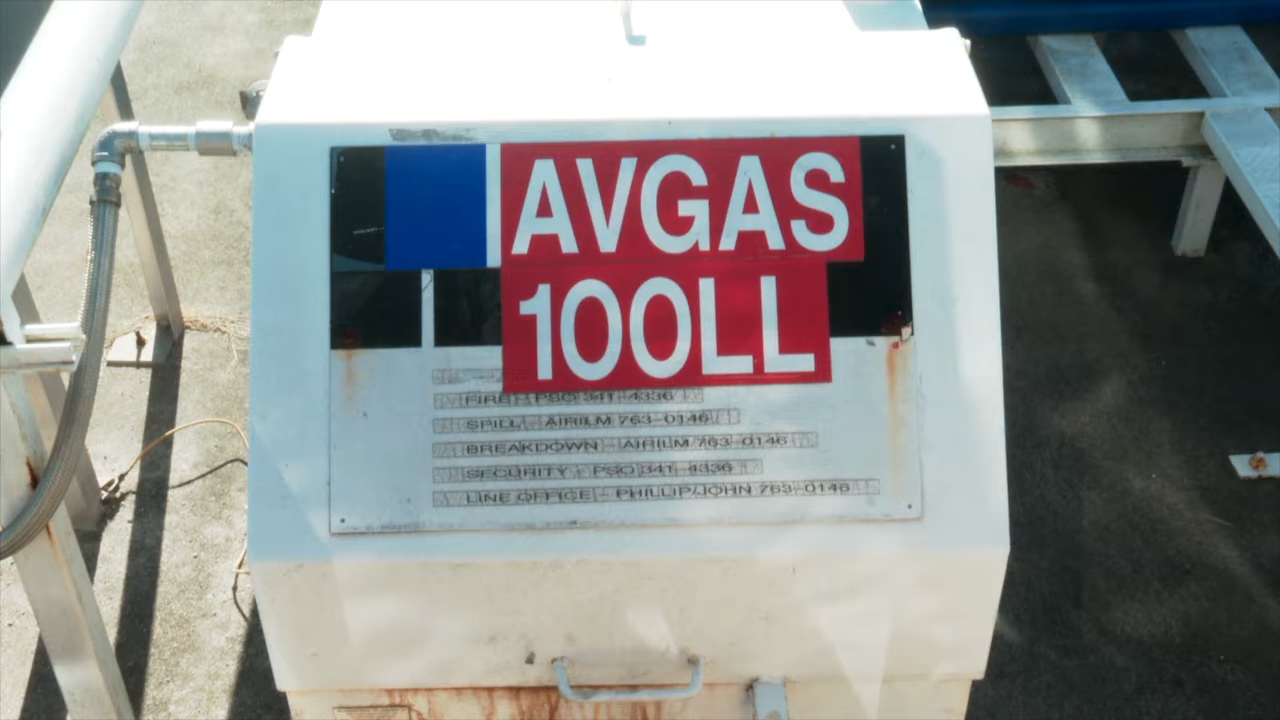 AVGAS
100LL
FIRE - PSO 341-4336
SPILL - AIRILM 763-0146
BREAKDOWN - AIRILM 763-0146
SECURITY - PSO 341-4336
LINE OFFICE - PHILLIP/JOHN 763-0146